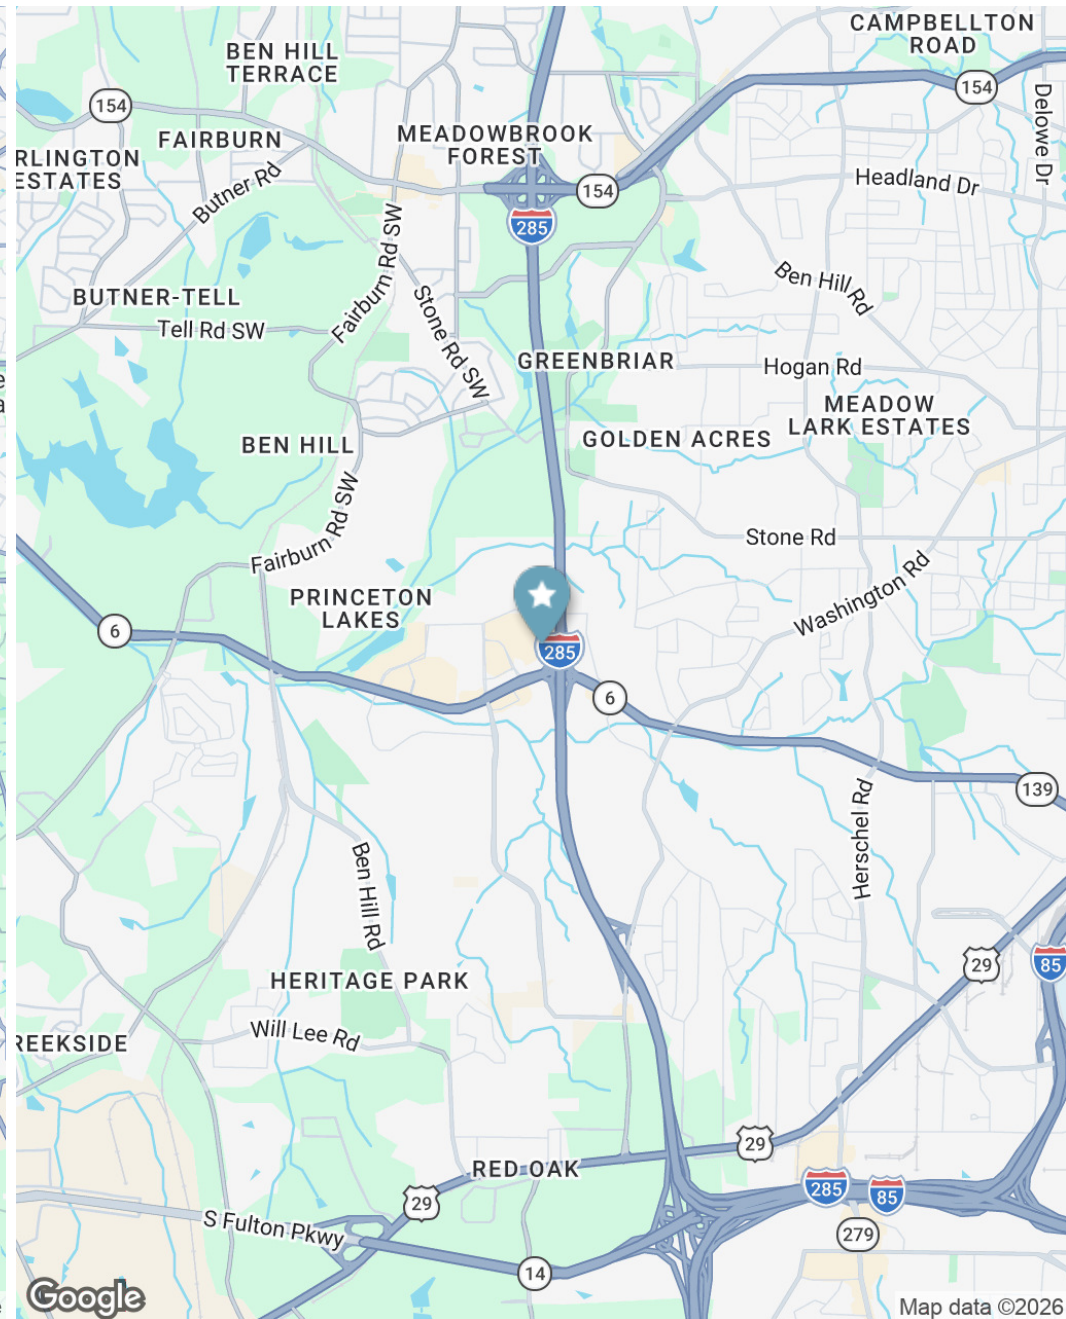 CAMPBELLTON
ROAD
BEN HILL
TERRACE
154
154
Delowe Dr
FAIRBURN
MEADOWBROOK
FOREST
RLINGTON
ESTATES
Butner Rd
154
Headland Dr
285
Fairburn Rd SW
Ben Hill Rd
BUTNER-TELL
Stone Rd SW
Tell Rd SW
GREENBRIAR
Hogan Rd
MEADOW
LARK ESTATES
BEN HILL
GOLDEN ACRES
Fairburn Rd SW
Stone Rd
Washington Rd
PRINCETON
LAKES
6
285
6
139
Herschel Rd
Ben Hill Rd
29
85
HERITAGE PARK
Will Lee Rd
REEKSIDE
29
RED OAK
285
85
29
S Fulton Pkwy
279
14
Google
Map data ©2026